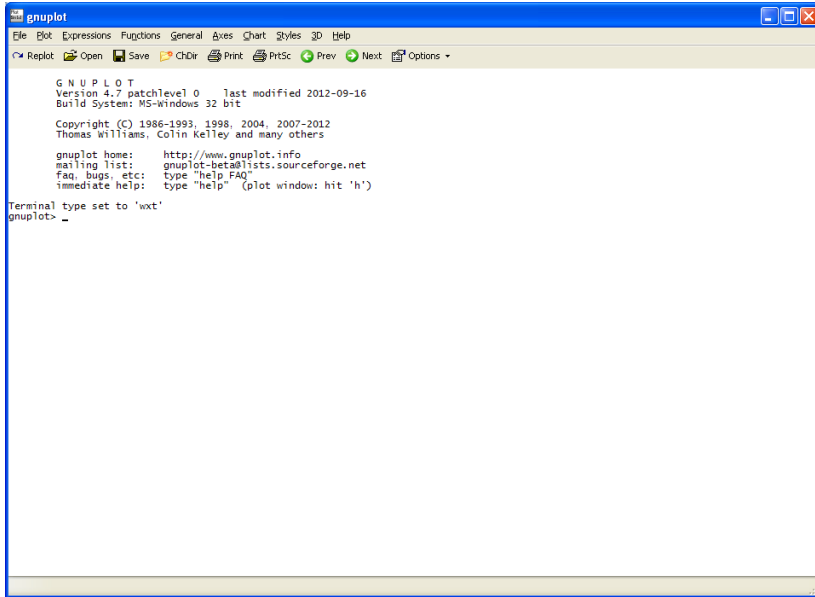 gnuplot
File Plot Expressions Functions General Axes Chart Styles 3D Help
Replot Open Save ChDir Print PrtSc Prev Next Options
G N U P L O T
Version 4.7 patchlevel 0    last modified 2012-09-16
Build System: MS-Windows 32 bit
Copyright (C) 1986-1993, 1998, 2004, 2007-2012
Thomas Williams, Colin Kelley and many others
gnuplot home:     http://www.gnuplot.info
mailing list:     gnuplot-beta@lists.sourceforge.net
faq, bugs, etc:   type "help FAQ"
immediate help:   type "help"  (plot window: hit 'h')
Terminal type set to 'wxt'
gnuplot> _